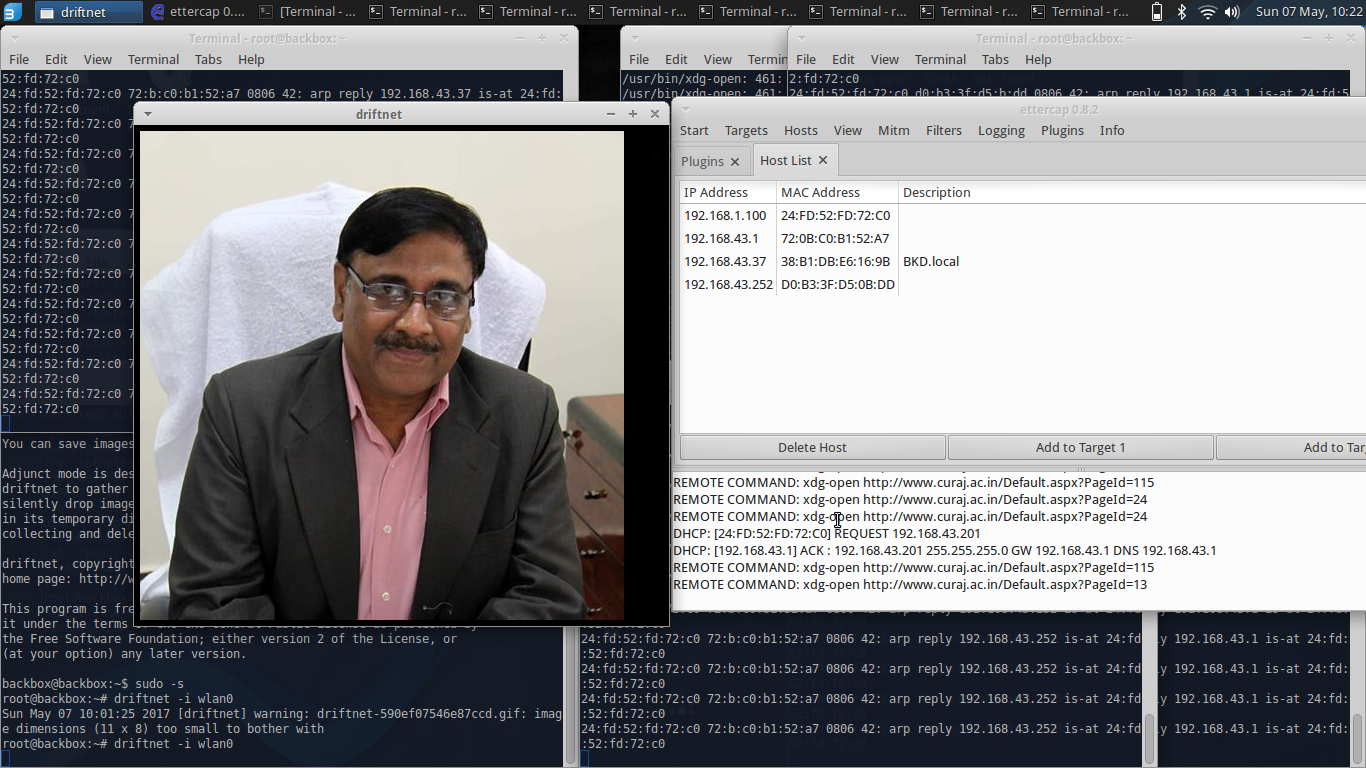 driftnet
ettercap 0....
[Terminal - ...
Terminal - r...
Terminal - r...
Terminal - r...
Terminal - r...
Terminal - r...
Terminal - r...
Terminal - r...
Sun 07 May, 10:22
Terminal - root@backbox: ~
File Edit View Terminal Tabs Help
52:fd:72:c0
24:fd:52:fd:72:c0 72:b:c0:b1:52:a7 0806 42: arp reply 192.168.43.37 is-at 24:fd:
52:fd:72:c0
24:fd:52:fd:72:c0 7
52:fd:72:c0
24:fd:52:fd:72:c0 7
52:fd:72:c0
24:fd:52:fd:72:c0 7
52:fd:72:c0
24:fd:52:fd:72:c0 7
52:fd:72:c0
24:fd:52:fd:72:c0 7
52:fd:72:c0
24:fd:52:fd:72:c0 7
52:fd:72:c0
24:fd:52:fd:72:c0 7
52:fd:72:c0
24:fd:52:fd:72:c0 7
52:fd:72:c0
24:fd:52:fd:72:c0 7
52:fd:72:c0
24:fd:52:fd:72:c0 7
52:fd:72:c0
File Edit View Termin
/usr/bin/xdg-open: 461:
/usr/bin/xdg-open: 461:
Terminal - root@backbox: ~
File Edit View Terminal Tabs Help
2:fd:72:c0
24:fd:52:fd:72:c0 d0:b3:3f:d5:b:dd 0806 42: arp reply 192.168.43.1 is-at 24:fd:5
driftnet
ettercap 0.8.2
Start Targets Hosts View Mitm Filters Logging Plugins Info
Plugins Host List
IP Address MAC Address Description
192.168.1.100 24:FD:52:FD:72:C0
192.168.43.1 72:0B:C0:B1:52:A7
192.168.43.37 38:B1:DB:E6:16:9B BKD.local
192.168.43.252 D0:B3:3F:D5:0B:DD
Delete Host Add to Target 1 Add to Tar
REMOTE COMMAND: xdg-open http://www.curaj.ac.in/Default.aspx?PageId=115
REMOTE COMMAND: xdg-open http://www.curaj.ac.in/Default.aspx?PageId=24
REMOTE COMMAND: xdg-open http://www.curaj.ac.in/Default.aspx?PageId=24
DHCP: [24:FD:52:FD:72:C0] REQUEST 192.168.43.201
DHCP: [192.168.43.1] ACK : 192.168.43.201 255.255.255.0 GW 192.168.43.1 DNS 192.168.43.1
REMOTE COMMAND: xdg-open http://www.curaj.ac.in/Default.aspx?PageId=115
REMOTE COMMAND: xdg-open http://www.curaj.ac.in/Default.aspx?PageId=13
You can save images
Adjunct mode is des
driftnet to gather
silently drop image
in its temporary di
collecting and dele
driftnet, copyright
home page: http://w
This program is fre
it under the terms
the Free Software Foundation; either version 2 of the License, or
(at your option) any later version.
backbox@backbox:~$ sudo -s
root@backbox:~# driftnet -i wlan0
Sun May 07 10:01:25 2017 [driftnet] warning: driftnet-590ef07546e87ccd.gif: imag
e dimensions (11 x 8) too small to bother with
root@backbox:~# driftnet -i wlan0
24:fd:52:fd:72:c0 72:b:c0:b1:52:a7 0806 42: arp reply 192.168.43.252 is-at 24:fd
:52:fd:72:c0
24:fd:52:fd:72:c0 72:b:c0:b1:52:a7 0806 42: arp reply 192.168.43.252 is-at 24:fd
:52:fd:72:c0
24:fd:52:fd:72:c0 72:b:c0:b1:52:a7 0806 42: arp reply 192.168.43.252 is-at 24:fd
:52:fd:72:c0
24:fd:52:fd:72:c0 72:b:c0:b1:52:a7 0806 42: arp reply 192.168.43.252 is-at 24:fd
:52:fd:72:c0
ly 192.168.43.1 is-at 24:fd:
ly 192.168.43.1 is-at 24:fd:
ly 192.168.43.1 is-at 24:fd:
ly 192.168.43.1 is-at 24:fd: